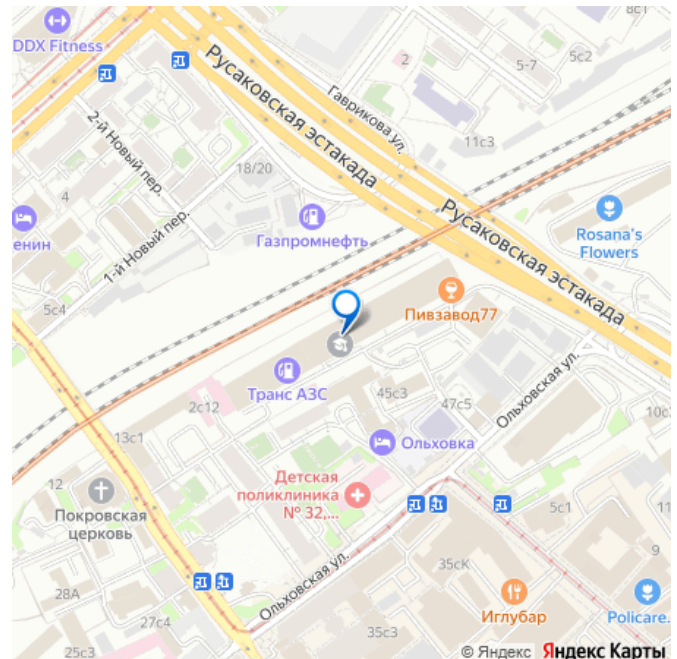 8с1
DDX Fitness
2
5-7
5с2
Русаковская эстакада
Гаврикова ул.
11с3
2-й Новый пер.
18/20
4
Русаковская эстакада
енин
1-й Новый пер.
Газпромнефть
Rosana's
Flowers
5с4
Пивзавод77
Транс АЗС
2с12
45с3
47с5
Ольховская ул.
10с
13с1
Ольховка
12
Детская
поликлиника
№ 32,...
Покровская
церковь
5с1
11
9
35сК
28А
Ольховская ул.
27с4
Иглубар
Policare.
25с3
35с3
© Яндекс Яндекс Карты